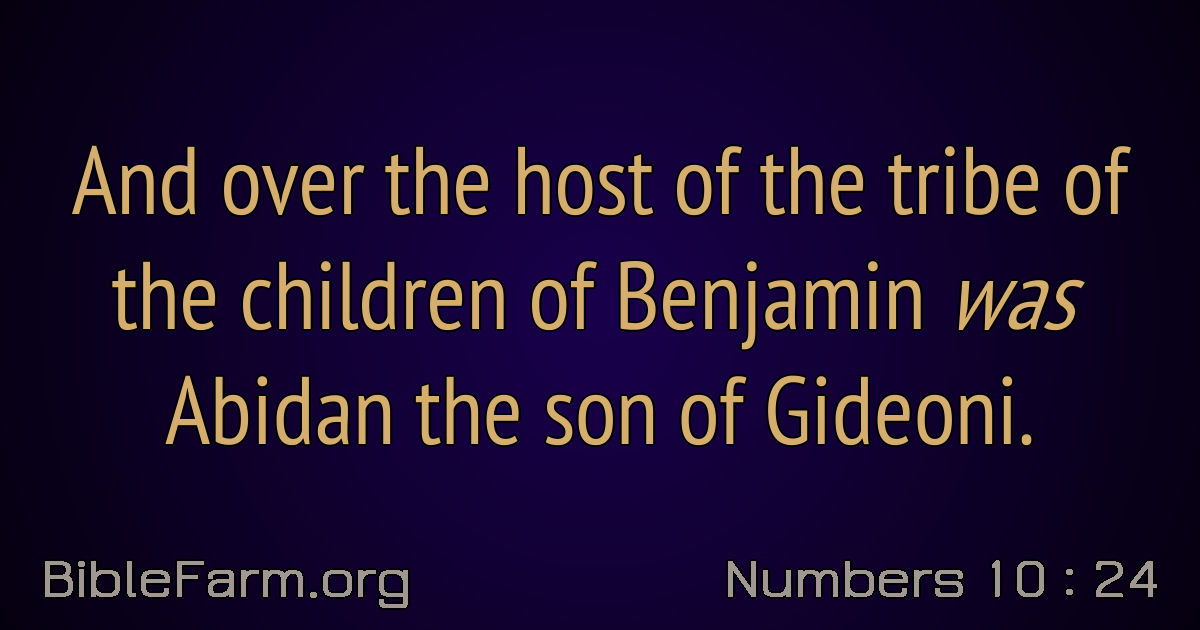 And over the host of the tribe of
the children of Benjamin was
Abidan the son of Gideoni.
BibleFarm.org
Numbers 10 : 24